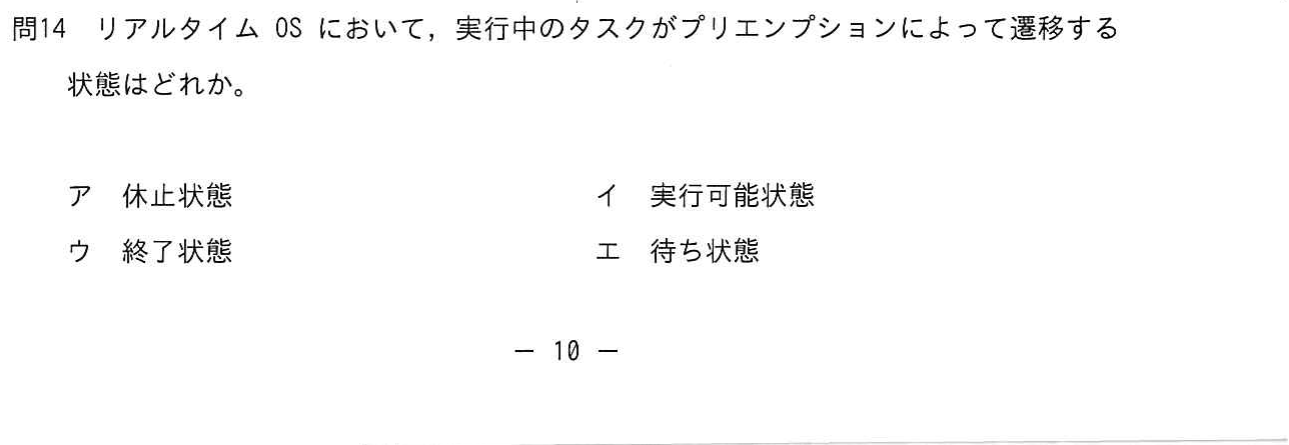 問14 リアルタイム OS において，実行中のタスクがプリエンプションによって遷移する
状態はどれか。
ア 休止状態 イ 実行可能状態
ウ 終了状態 エ 待ち状態
－ 10 －